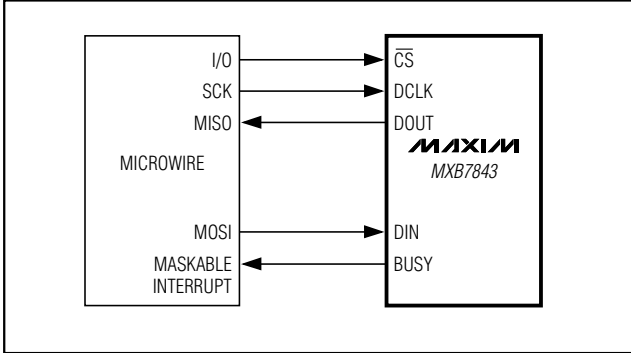 I/O
CS
SCK
DCLK
MISO
DOUT
MAXIM
MXB7843
MICROWIRE
MOSI
DIN
MASKABLE
INTERRUPT
BUSY